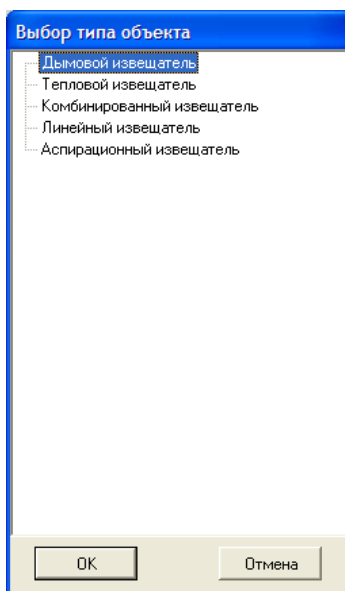 Выбор типа объекта
Дымовой извещатель
Тепловой извещатель
Комбинированный извещатель
Линейный извещатель
Аспирационный извещатель
OK
Отмена